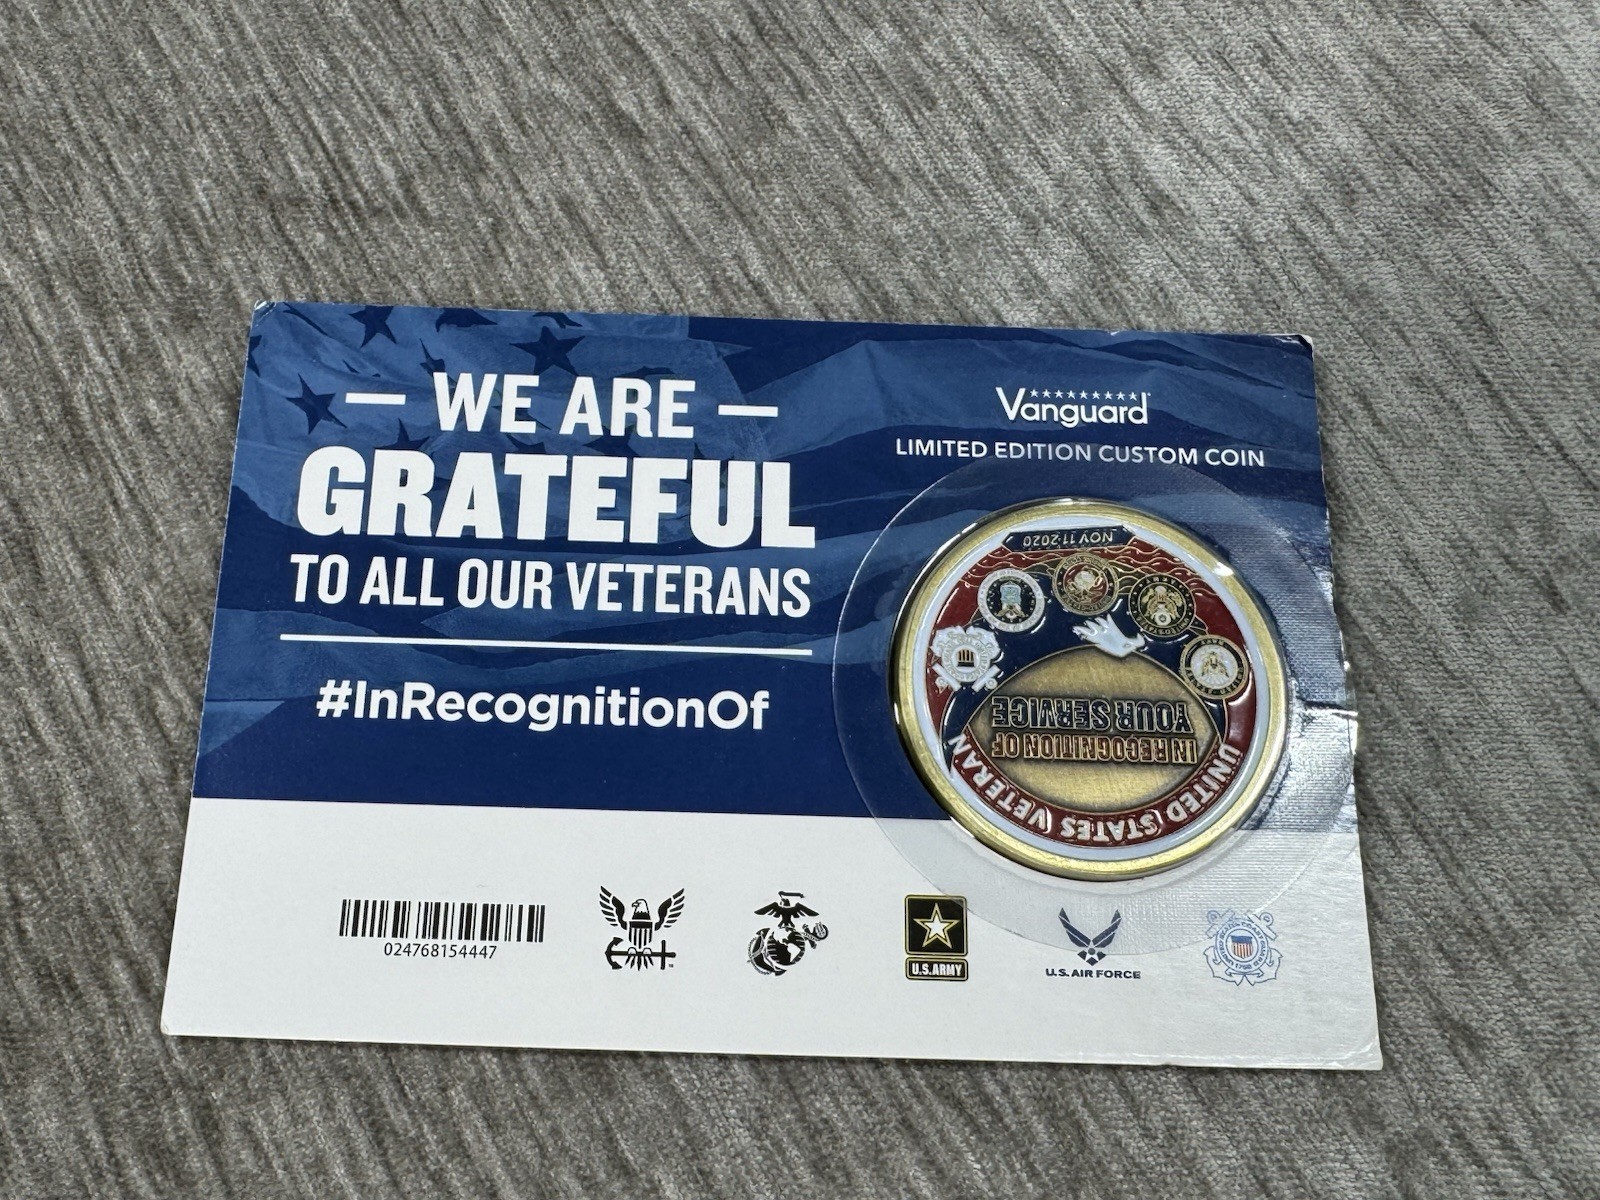 WE ARE
GRATEFUL
TO ALL OUR VETERANS
#InRecognitionOf
Vanguard
LIMITED EDITION CUSTOM COIN
UNITED STATES VETERAN
IN RECOGNITION OF
YOUR SERVICE
NOV 11·2020
024768154447
U.S. ARMY
U.S. AIR FORCE